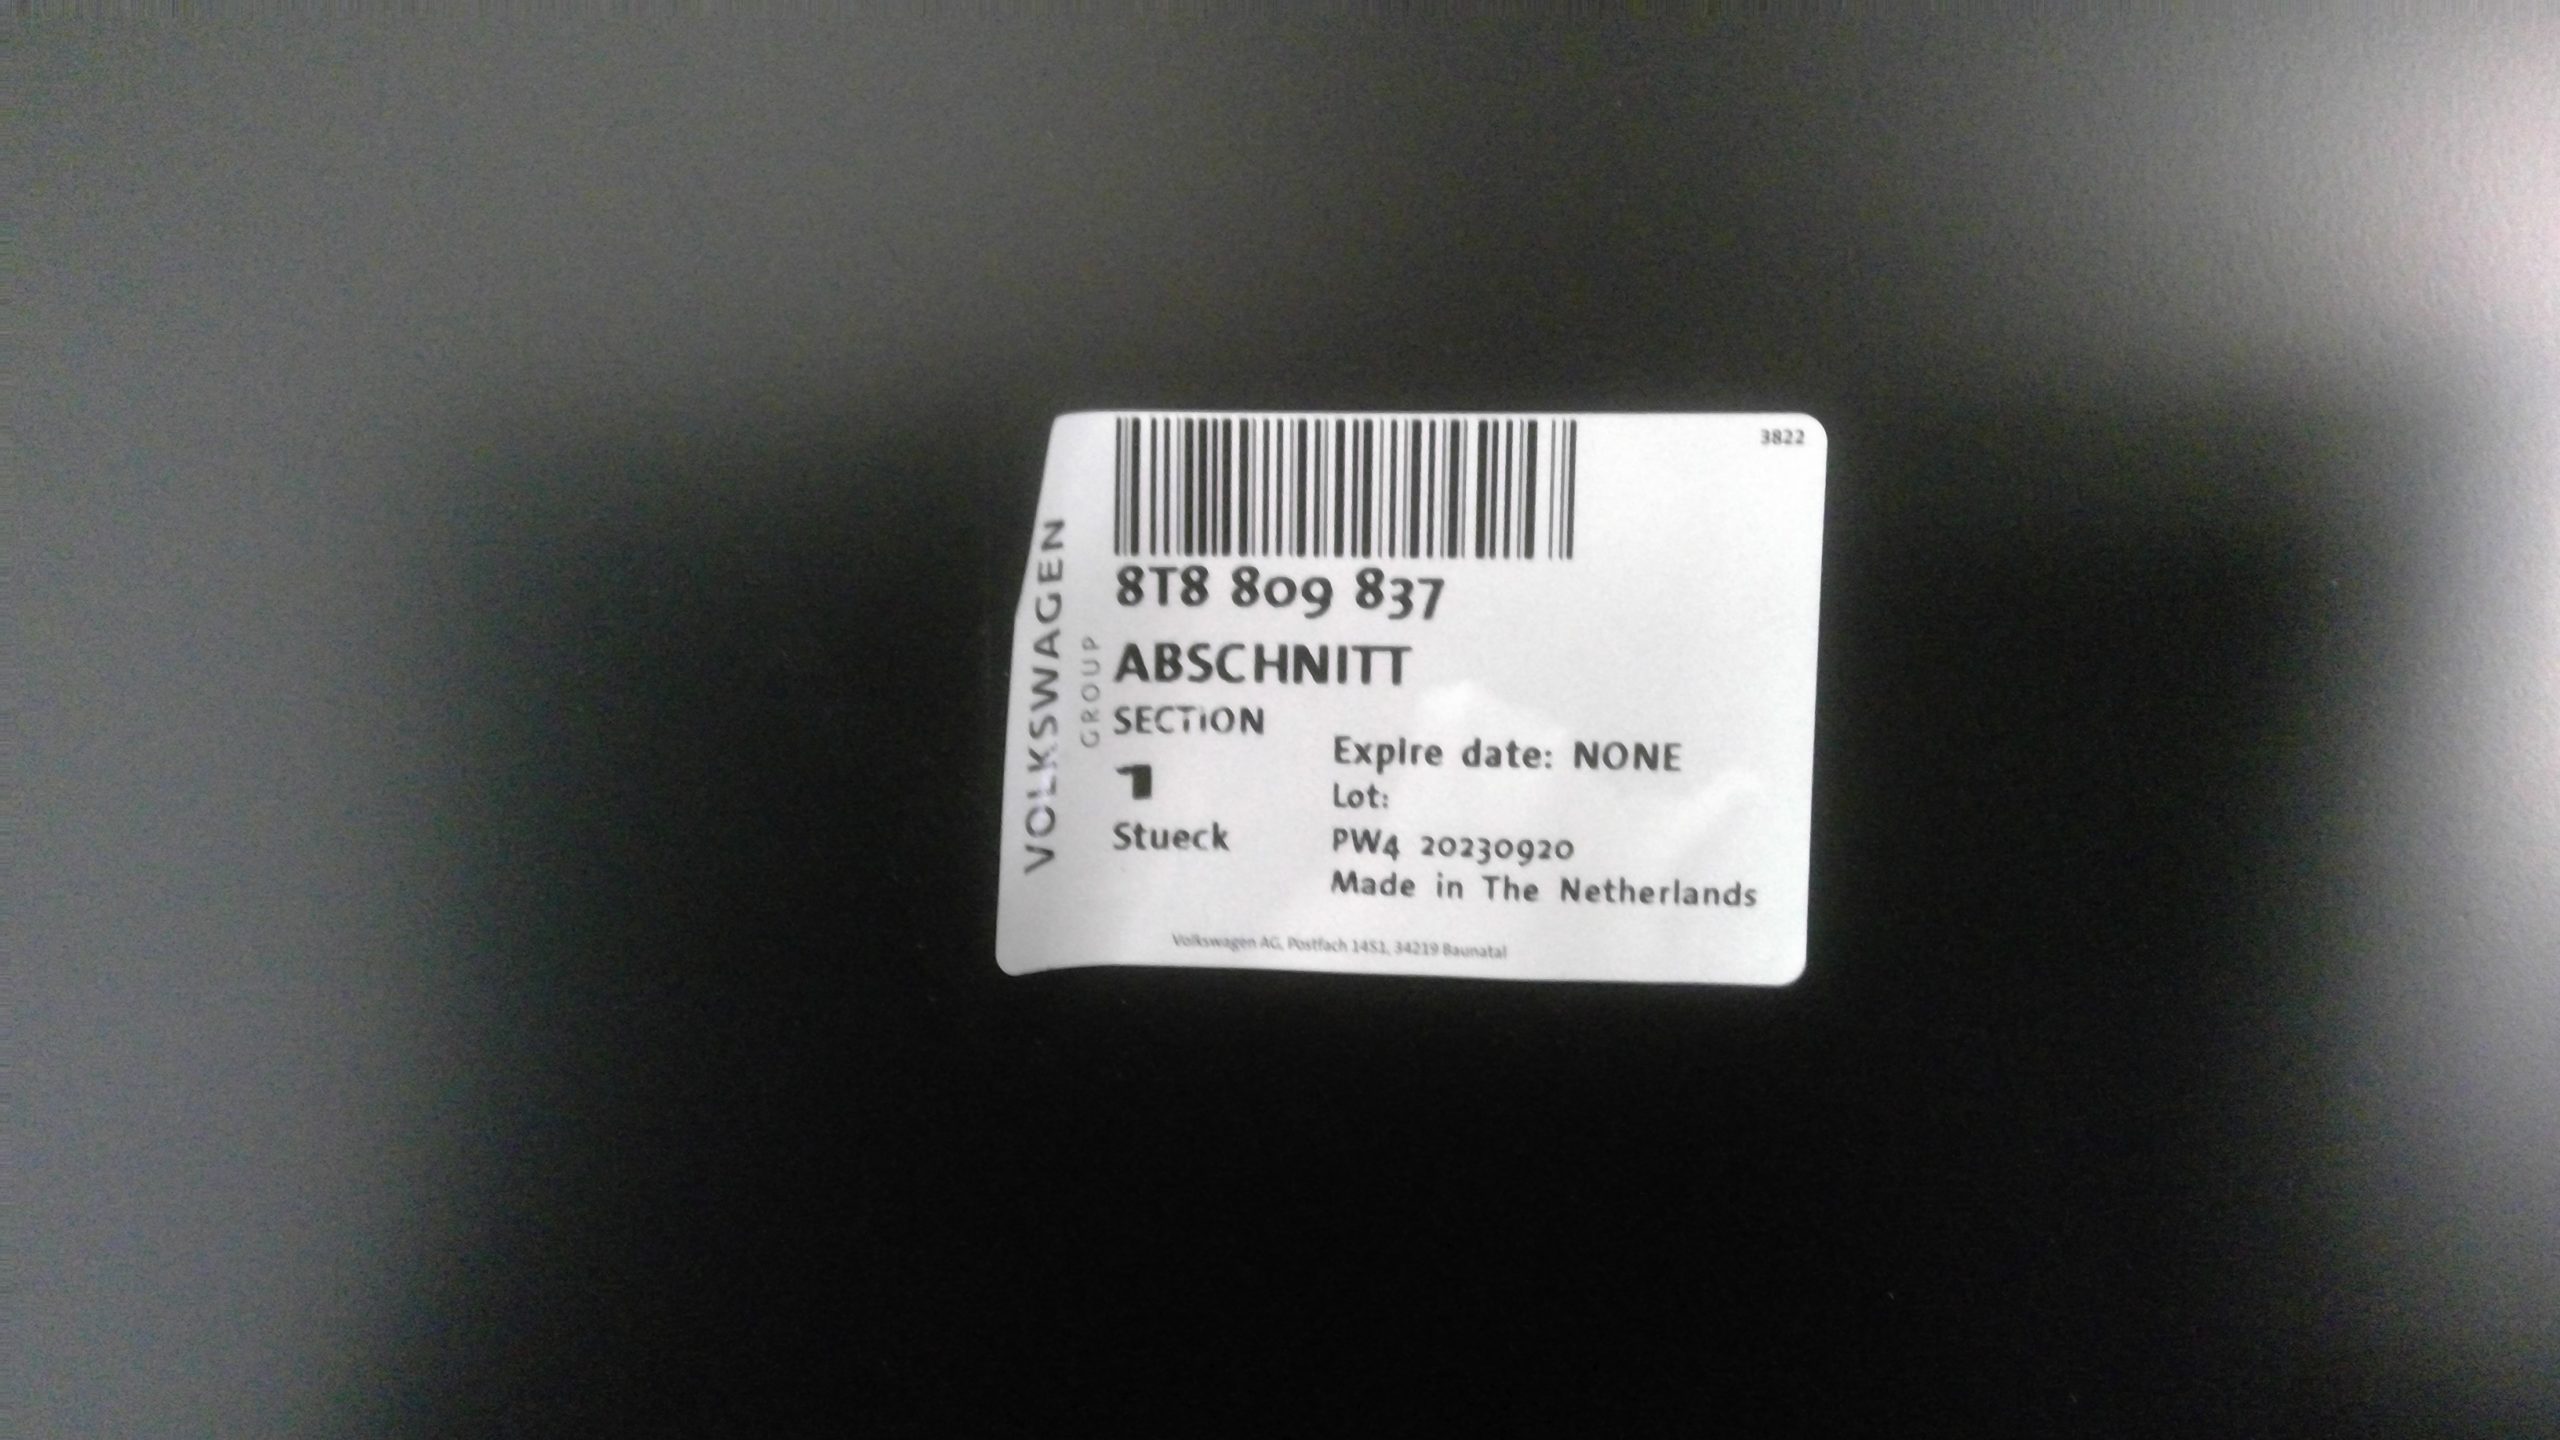 3822
VOLKSWAGEN
GROUP
8T8 809 837
ABSCHNITT
SECTION
1
Stueck
Expire date: NONE
Lot:
PW4 20230920
Made in The Netherlands
Volkswagen AG, Postfach 1451, 34219 Baunatal